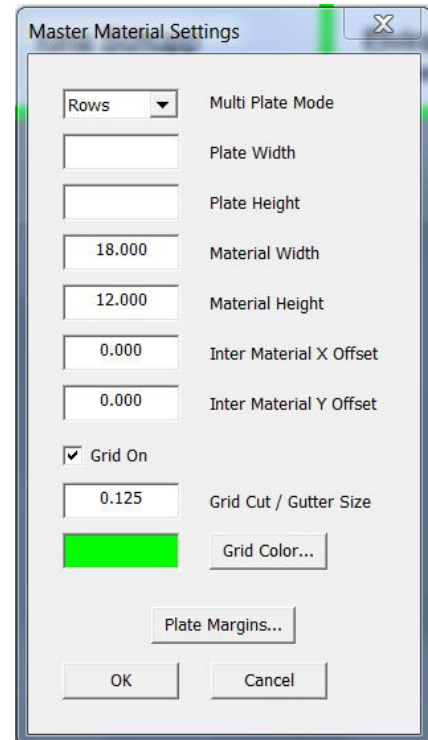 Master Material Settings
X
Rows Multi Plate Mode
Plate Width
Plate Height
18.000 Material Width
12.000 Material Height
0.000 Inter Material X Offset
0.000 Inter Material Y Offset
Grid On
0.125 Grid Cut / Gutter Size
Grid Color...
Plate Margins...
OK Cancel